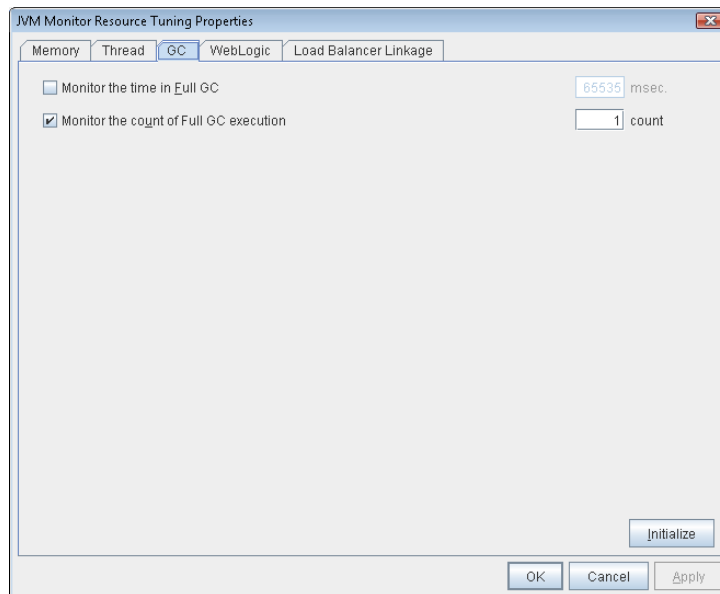 JVM Monitor Resource Tuning Properties
Memory Thread GC WebLogic Load Balancer Linkage
Monitor the time in Full GC 65535 msec.
Monitor the count of Full GC execution 1 count
Initialize
OK Cancel Apply